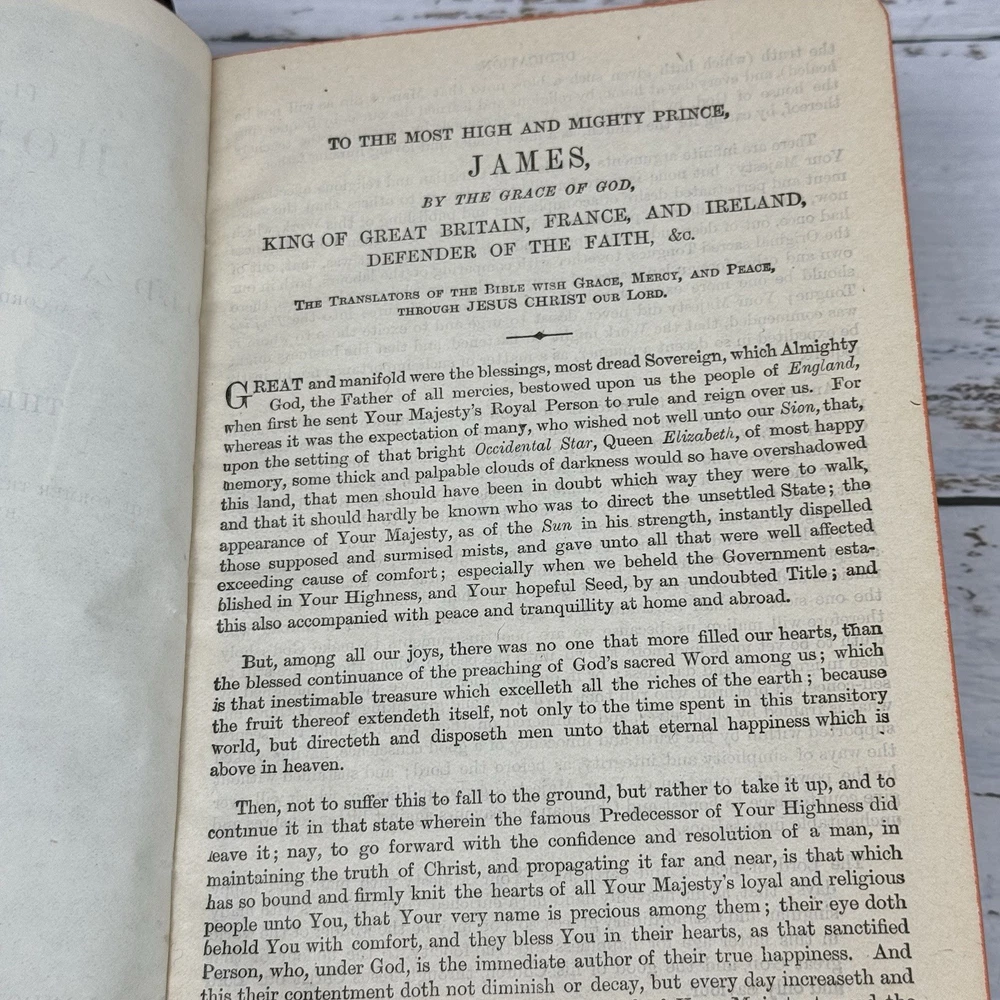 TO THE MOST HIGH AND MIGHTY PRINCE,
JAMES,
BY THE GRACE OF GOD,
KING OF GREAT BRITAIN, FRANCE, AND IRELAND,
DEFENDER OF THE FAITH, &c.
THE TRANSLATORS OF THE BIBLE WISH GRACE, MERCY, AND PEACE,
THROUGH JESUS CHRIST OUR LORD.
GREAT and manifold were the blessings, most dread Sovereign, which Almighty
God, the Father of all mercies, bestowed upon us the people of England,
when first he sent Your Majesty's Royal Person to rule and reign over us. For
whereas it was the expectation of many, who wished not well unto our Sion, that,
upon the setting of that bright Occidental Star, Queen Elizabeth, of most happy
memory, some thick and palpable clouds of darkness would so have overshadowed
this land, that men should have been in doubt which way they were to walk,
and that it should hardly be known who was to direct the unsettled State; the
appearance of Your Majesty, as of the Sun in his strength, instantly dispelled
those supposed and surmised mists, and gave unto all that were well affected
exceeding cause of comfort; especially when we beheld the Government esta-
blished in Your Highness, and Your hopeful Seed, by an undoubted Title; and
this also accompanied with peace and tranquillity at home and abroad.
But, among all our joys, there was no one that more filled our hearts, than
the blessed continuance of the preaching of God's sacred Word among us; which
is that inestimable treasure which excelleth all the riches of the earth; because
the fruit thereof extendeth itself, not only to the time spent in this transitory
world, but directeth and disposeth men unto that eternal happiness which is
above in heaven.
Then, not to suffer this to fall to the ground, but rather to take it up, and to
continue it in that state wherein the famous Predecessor of Your Highness did
leave it; nay, to go forward with the confidence and resolution of a man, in
maintaining the truth of Christ, and propagating it far and near, is that which
has so bound and firmly knit the hearts of all Your Majesty's loyal and religious
people unto You, that Your very name is precious among them; their eye doth
behold You with comfort, and they bless You in their hearts, as that sanctified
Person, who, under God, is the immediate author of their true happiness. And
this their contentment doth not diminish or decay, but every day increaseth and